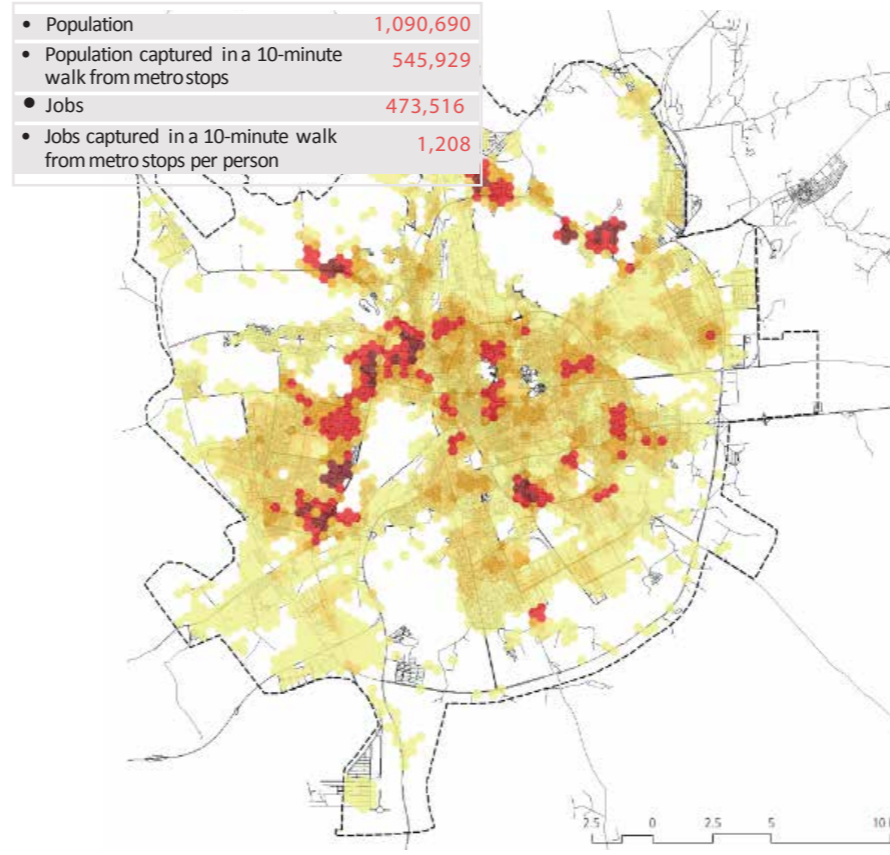 • Population 1,090,690
• Population captured in a 10-minute
walk from metro stops 545,929
• Jobs 473,516
• Jobs captured in a 10-minute walk
from metro stops per person 1,208
2.5 0 2.5 5 10